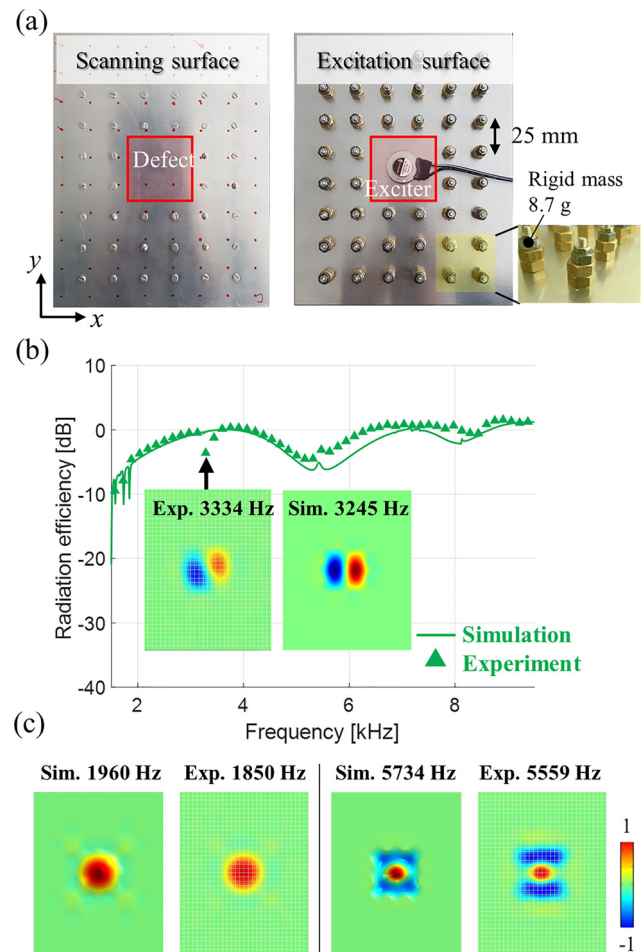 (a)
Scanning surface
Excitation surface
Defect
Exciter
25 mm
Rigid mass
8.7 g
y
x
(b)
10
0
-10
-20
-30
-40
Radiation efficiency [dB]
Exp. 3334 Hz
Sim. 3245 Hz
Simulation
Experiment
2
4
6
8
Frequency [kHz]
(c)
Sim. 1960 Hz
Exp. 1850 Hz
Sim. 5734 Hz
Exp. 5559 Hz
1
-1